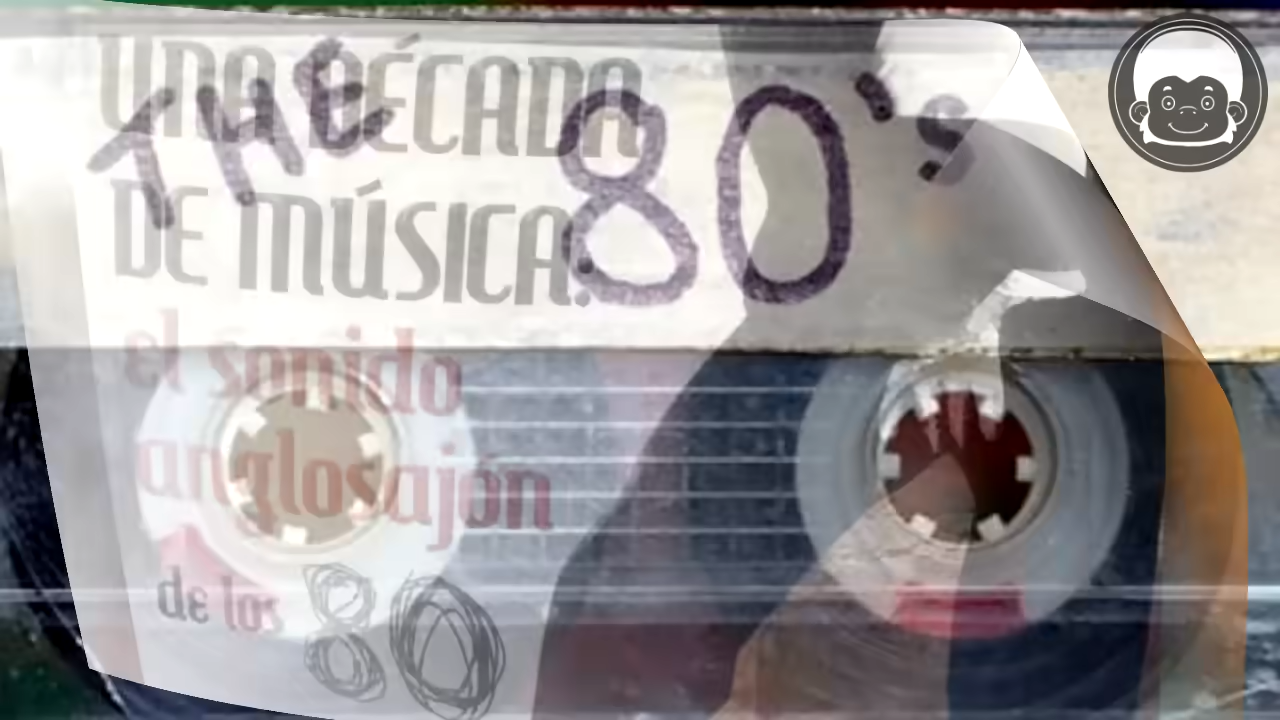 THE 80's
UNA DÉCADA
DE MÚSICA:
el sonido
anglosajón
de los 80